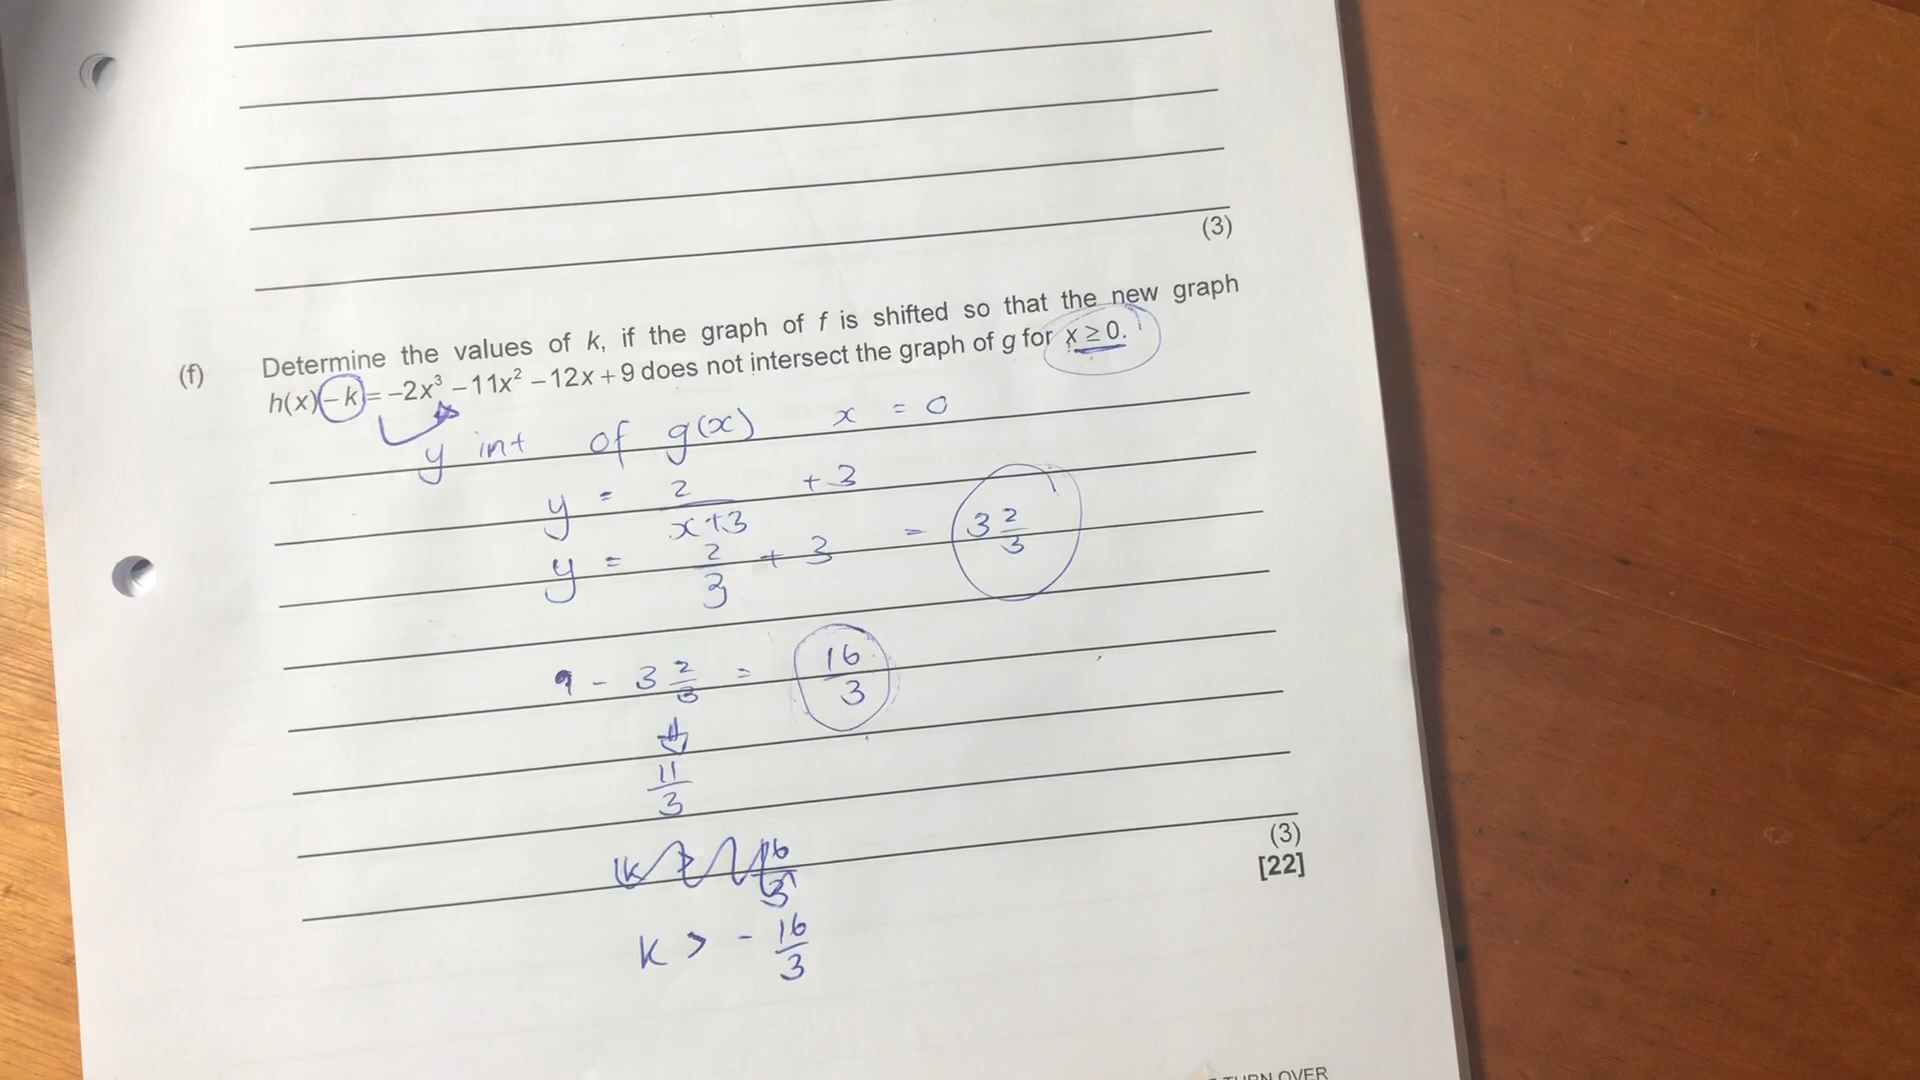 (3)
(f) Determine the values of k, if the graph of f is shifted so that the new graph
h(x) – k = –2x³ – 11x² – 12x + 9 does not intersect the graph of g for x ≥ 0.
y int of g(x) x = 0
y = 2/(x+3) + 3
y = 2/3 + 3 = 3 2/3
9 - 3 2/3 = 16/3
11/3
(3)
[22]
k > - 16/3
TURN OVER